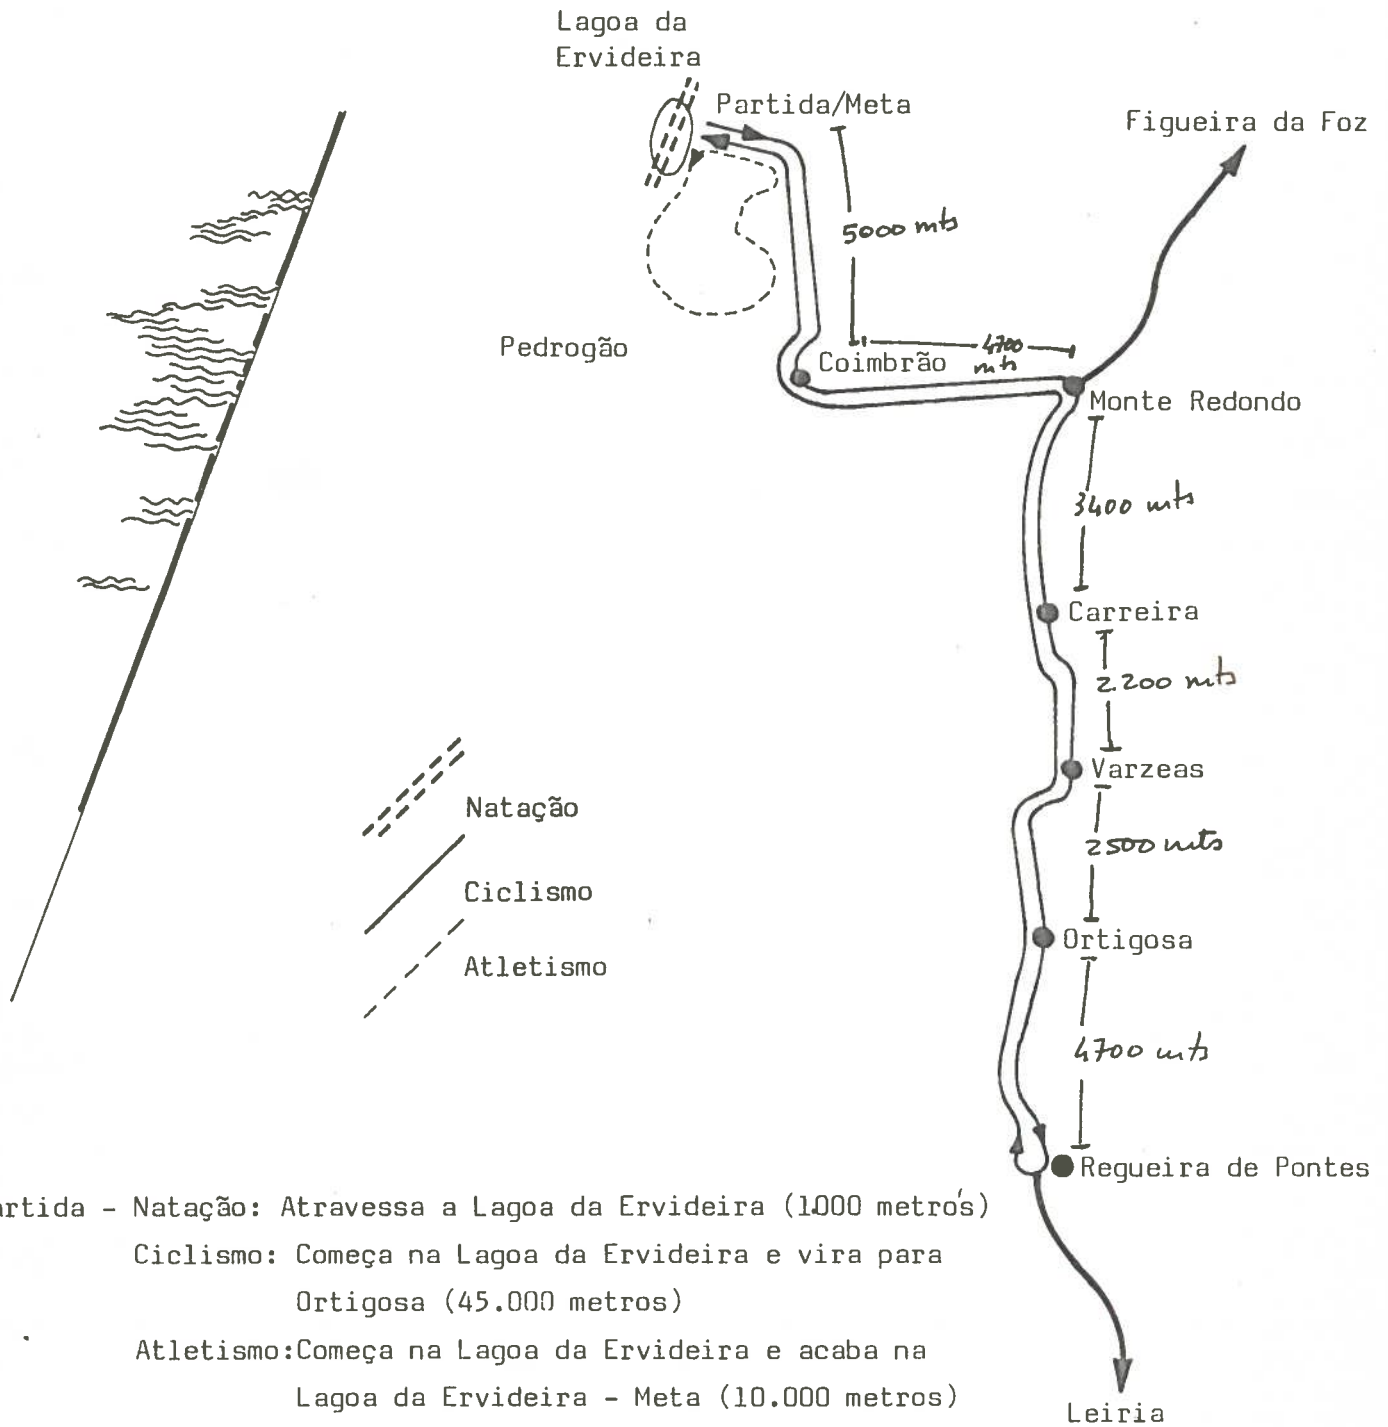 Lagoa da
Ervideira
Partida/Meta
Figueira da Foz
5000 mts
Pedrogão
Coimbrão
4700
mts
Monte Redondo
3400 mts
Carreira
2.200 mts
Varzeas
Natação
2500 mts
Ciclismo
Ortigosa
Atletismo
4700 mts
Regueira de Pontes
artida - Natação: Atravessa a Lagoa da Ervideira (1000 metros)
Ciclismo: Começa na Lagoa da Ervideira e vira para
Ortigosa (45.000 metros)
Atletismo:Começa na Lagoa da Ervideira e acaba na
Lagoa da Ervideira - Meta (10.000 metros)
Leiria